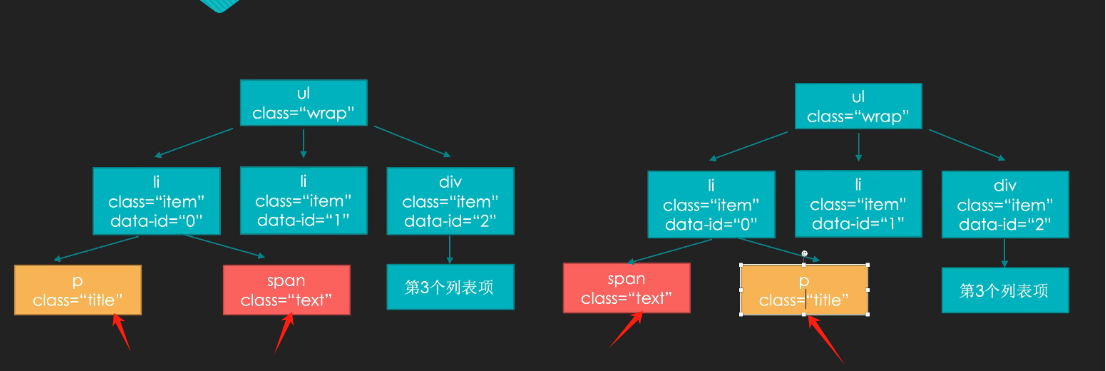 ul
class=“wrap”
li
class=“item”
data-id=“0”
li
class=“item”
data-id=“1”
div
class=“item”
data-id=“2”
p
class=“title”
span
class=“text”
第3个列表项
ul
class=“wrap”
li
class=“item”
data-id=“0”
li
class=“item”
data-id=“1”
div
class=“item”
data-id=“2”
span
class=“text”
p
class=“title”
第3个列表项